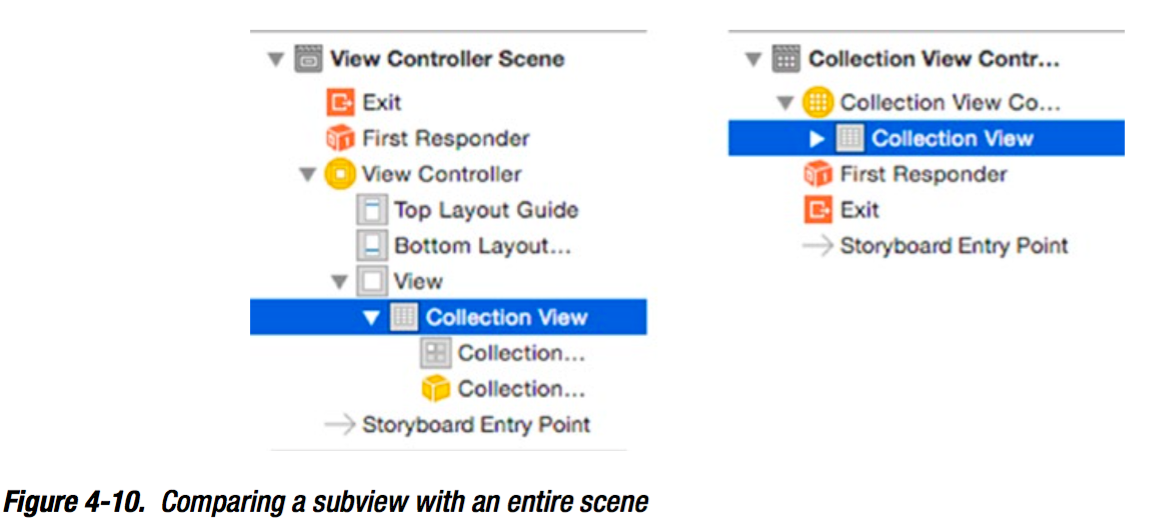 View Controller Scene
Exit
First Responder
View Controller
Top Layout Guide
Bottom Layout...
View
Collection View
Collection...
Collection...
Storyboard Entry Point
Collection View Contr...
Collection View Co...
Collection View
First Responder
Exit
Storyboard Entry Point
Figure 4-10. Comparing a subview with an entire scene